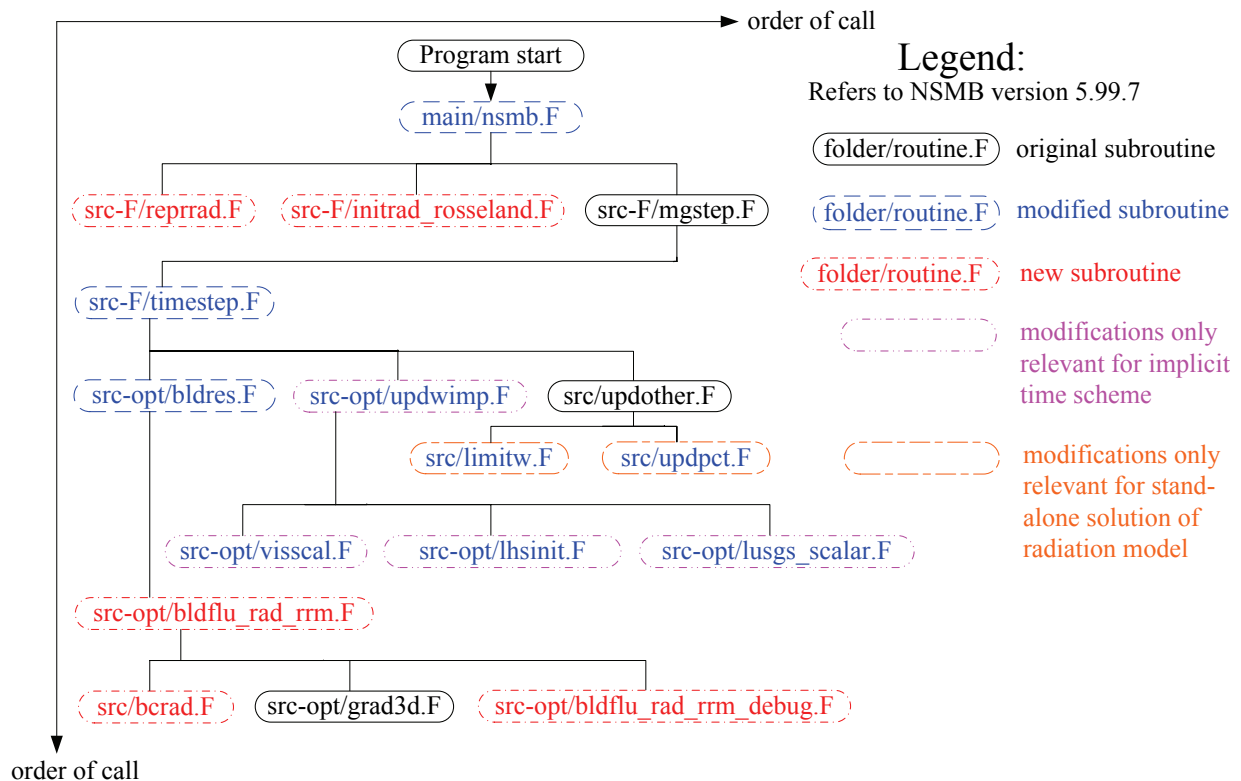 order of call
Program start
main/nsmb.F
src-F/reprrad.F
src-F/initrad_rosseland.F
src-F/mgstep.F
src-F/timestep.F
src-opt/bldres.F
src-opt/updwimp.F
src/updother.F
src/limitw.F
src/updpct.F
src-opt/visscal.F
src-opt/lhsinit.F
src-opt/lusgs_scalar.F
src-opt/bldflu_rad_rrm.F
src/bcrad.F
src-opt/grad3d.F
src-opt/bldflu_rad_rrm_debug.F
order of call
Legend:
Refers to NSMB version 5.99.7
folder/routine.F original subroutine
folder/routine.F modified subroutine
folder/routine.F new subroutine
modifications only
relevant for implicit
time scheme
modifications only
relevant for stand-
alone solution of
radiation model